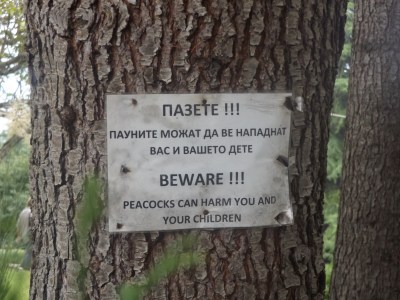 ПАЗЕТЕ !!!
ПАУНИТЕ МОЖАТ ДА ВЕ НАПАДНАТ
ВАС И ВАШЕТО ДЕТЕ
BEWARE !!!
PEACOCKS CAN HARM YOU AND
YOUR CHILDREN